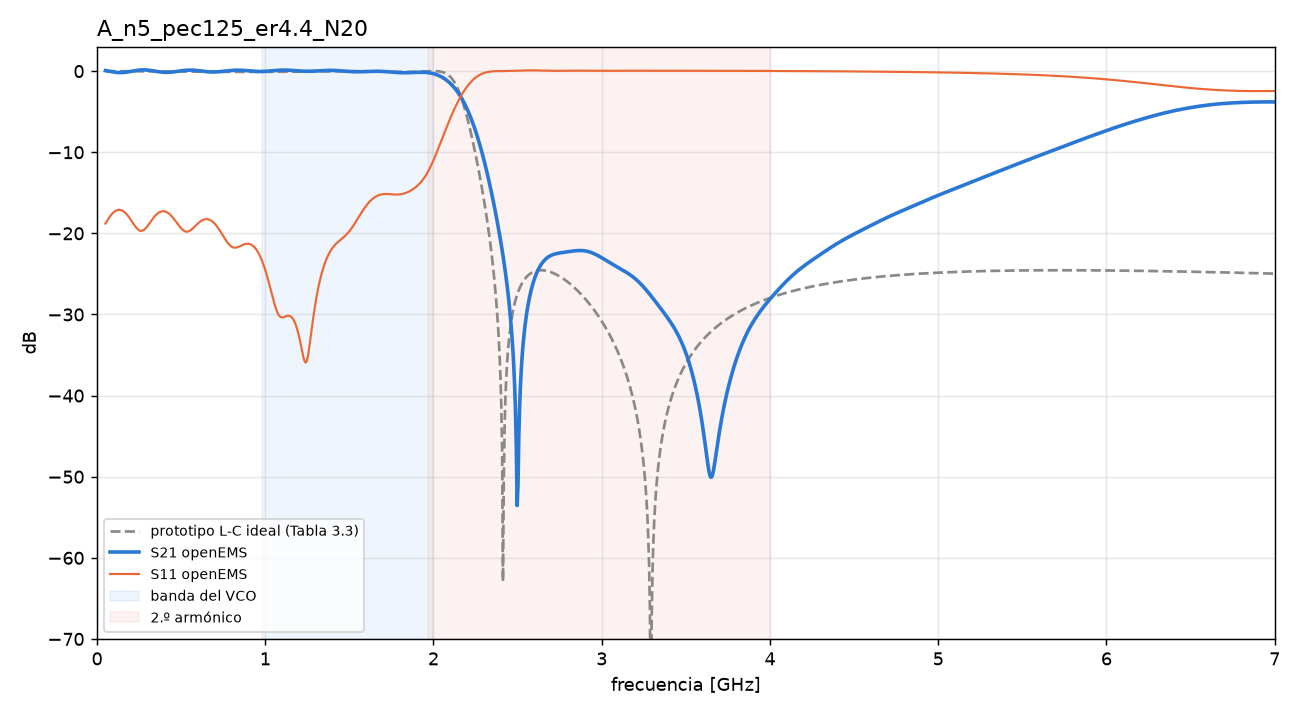 A_n5_pec125_er4.4_N20
0
−10
−20
−30
−40
−50
−60
−70
dB
prototipo L-C ideal (Tabla 3.3)
S21 openEMS
S11 openEMS
banda del VCO
2.º armónico
0 1 2 3 4 5 6 7
frecuencia [GHz]